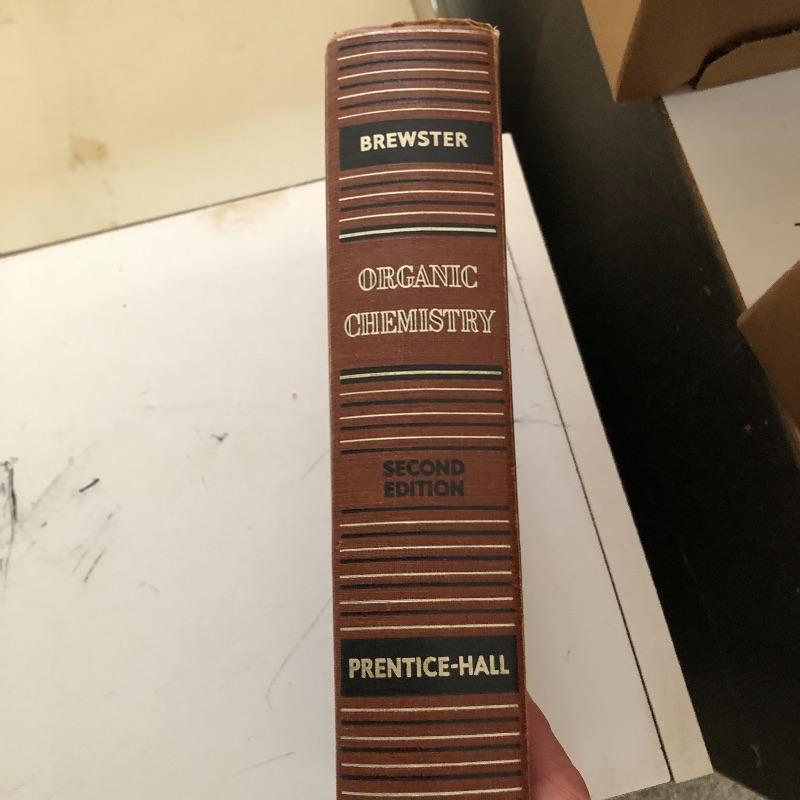 BREWSTER
ORGANIC
CHEMISTRY
SECOND
EDITION
PRENTICE-HALL